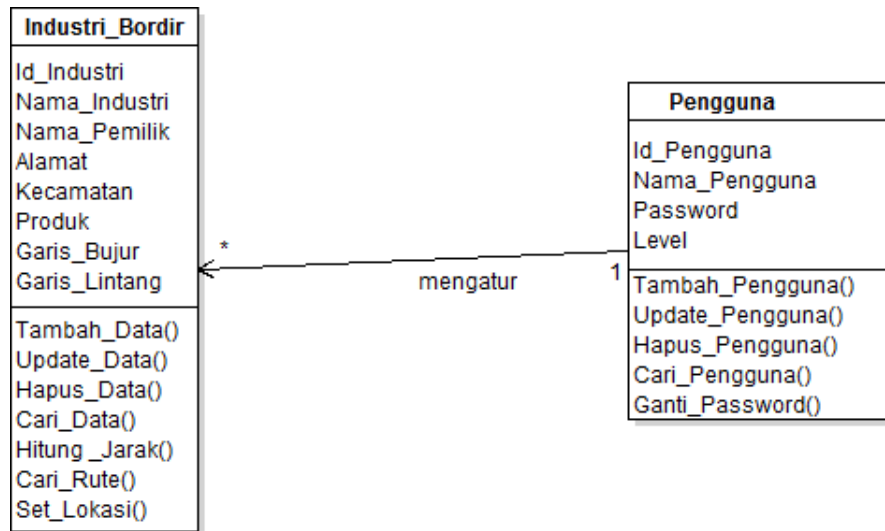 Industri_Bordir
Id_Industri
Nama_Industri
Nama_Pemilik
Alamat
Kecamatan
Produk
Garis_Bujur
Garis_Lintang
Tambah_Data()
Update_Data()
Hapus_Data()
Cari_Data()
Hitung _Jarak()
Cari_Rute()
Set_Lokasi()
*
mengatur
1
Pengguna
Id_Pengguna
Nama_Pengguna
Password
Level
Tambah_Pengguna()
Update_Pengguna()
Hapus_Pengguna()
Cari_Pengguna()
Ganti_Password()